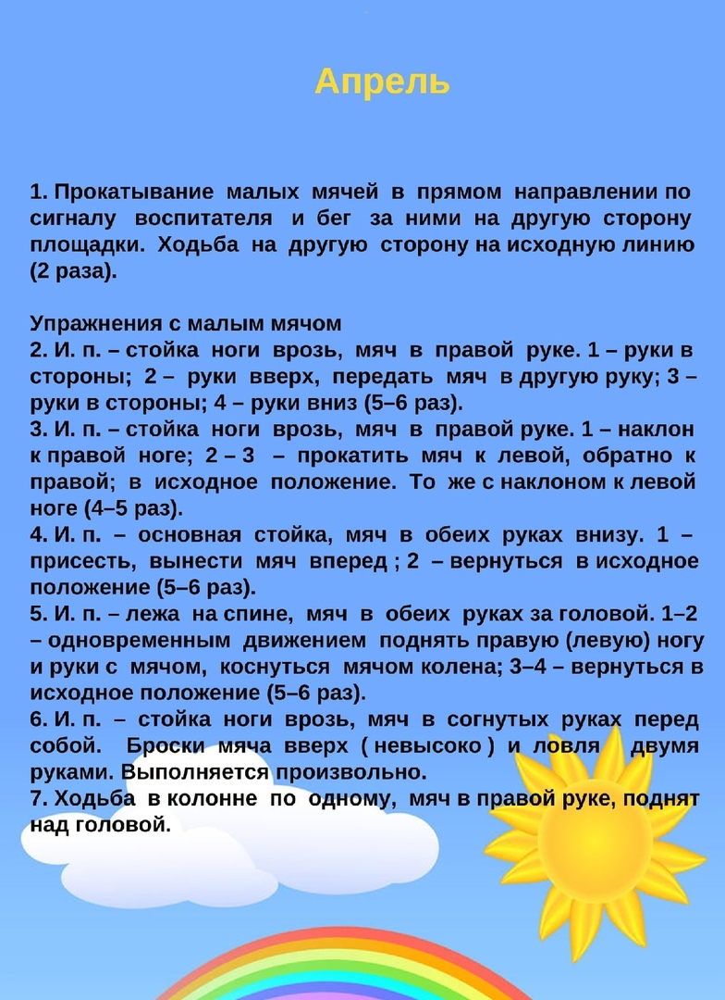 Апрель
1. Прокатывание малых мячей в прямом направлении по
сигналу воспитателя и бег за ними на другую сторону
площадки. Ходьба на другую сторону на исходную линию
(2 раза).
Упражнения с малым мячом
2. И. п. – стойка ноги врозь, мяч в правой руке. 1 – руки в
стороны; 2 – руки вверх, передать мяч в другую руку; 3 –
руки в стороны; 4 – руки вниз (5–6 раз).
3. И. п. – стойка ноги врозь, мяч в правой руке. 1 – наклон
к правой ноге; 2 – 3 – прокатить мяч к левой, обратно к
правой; в исходное положение. То же с наклоном к левой
ноге (4–5 раз).
4. И. п. – основная стойка, мяч в обеих руках внизу. 1 –
присесть, вынести мяч вперед ; 2 – вернуться в исходное
положение (5–6 раз).
5. И. п. – лежа на спине, мяч в обеих руках за головой. 1–2
– одновременным движением поднять правую (левую) ногу
и руки с мячом, коснуться мячом колена; 3–4 – вернуться в
исходное положение (5–6 раз).
6. И. п. – стойка ноги врозь, мяч в согнутых руках перед
собой. Броски мяча вверх ( невысоко ) и ловля двумя
руками. Выполняется произвольно.
7. Ходьба в колонне по одному, мяч в правой руке, поднят
над головой.